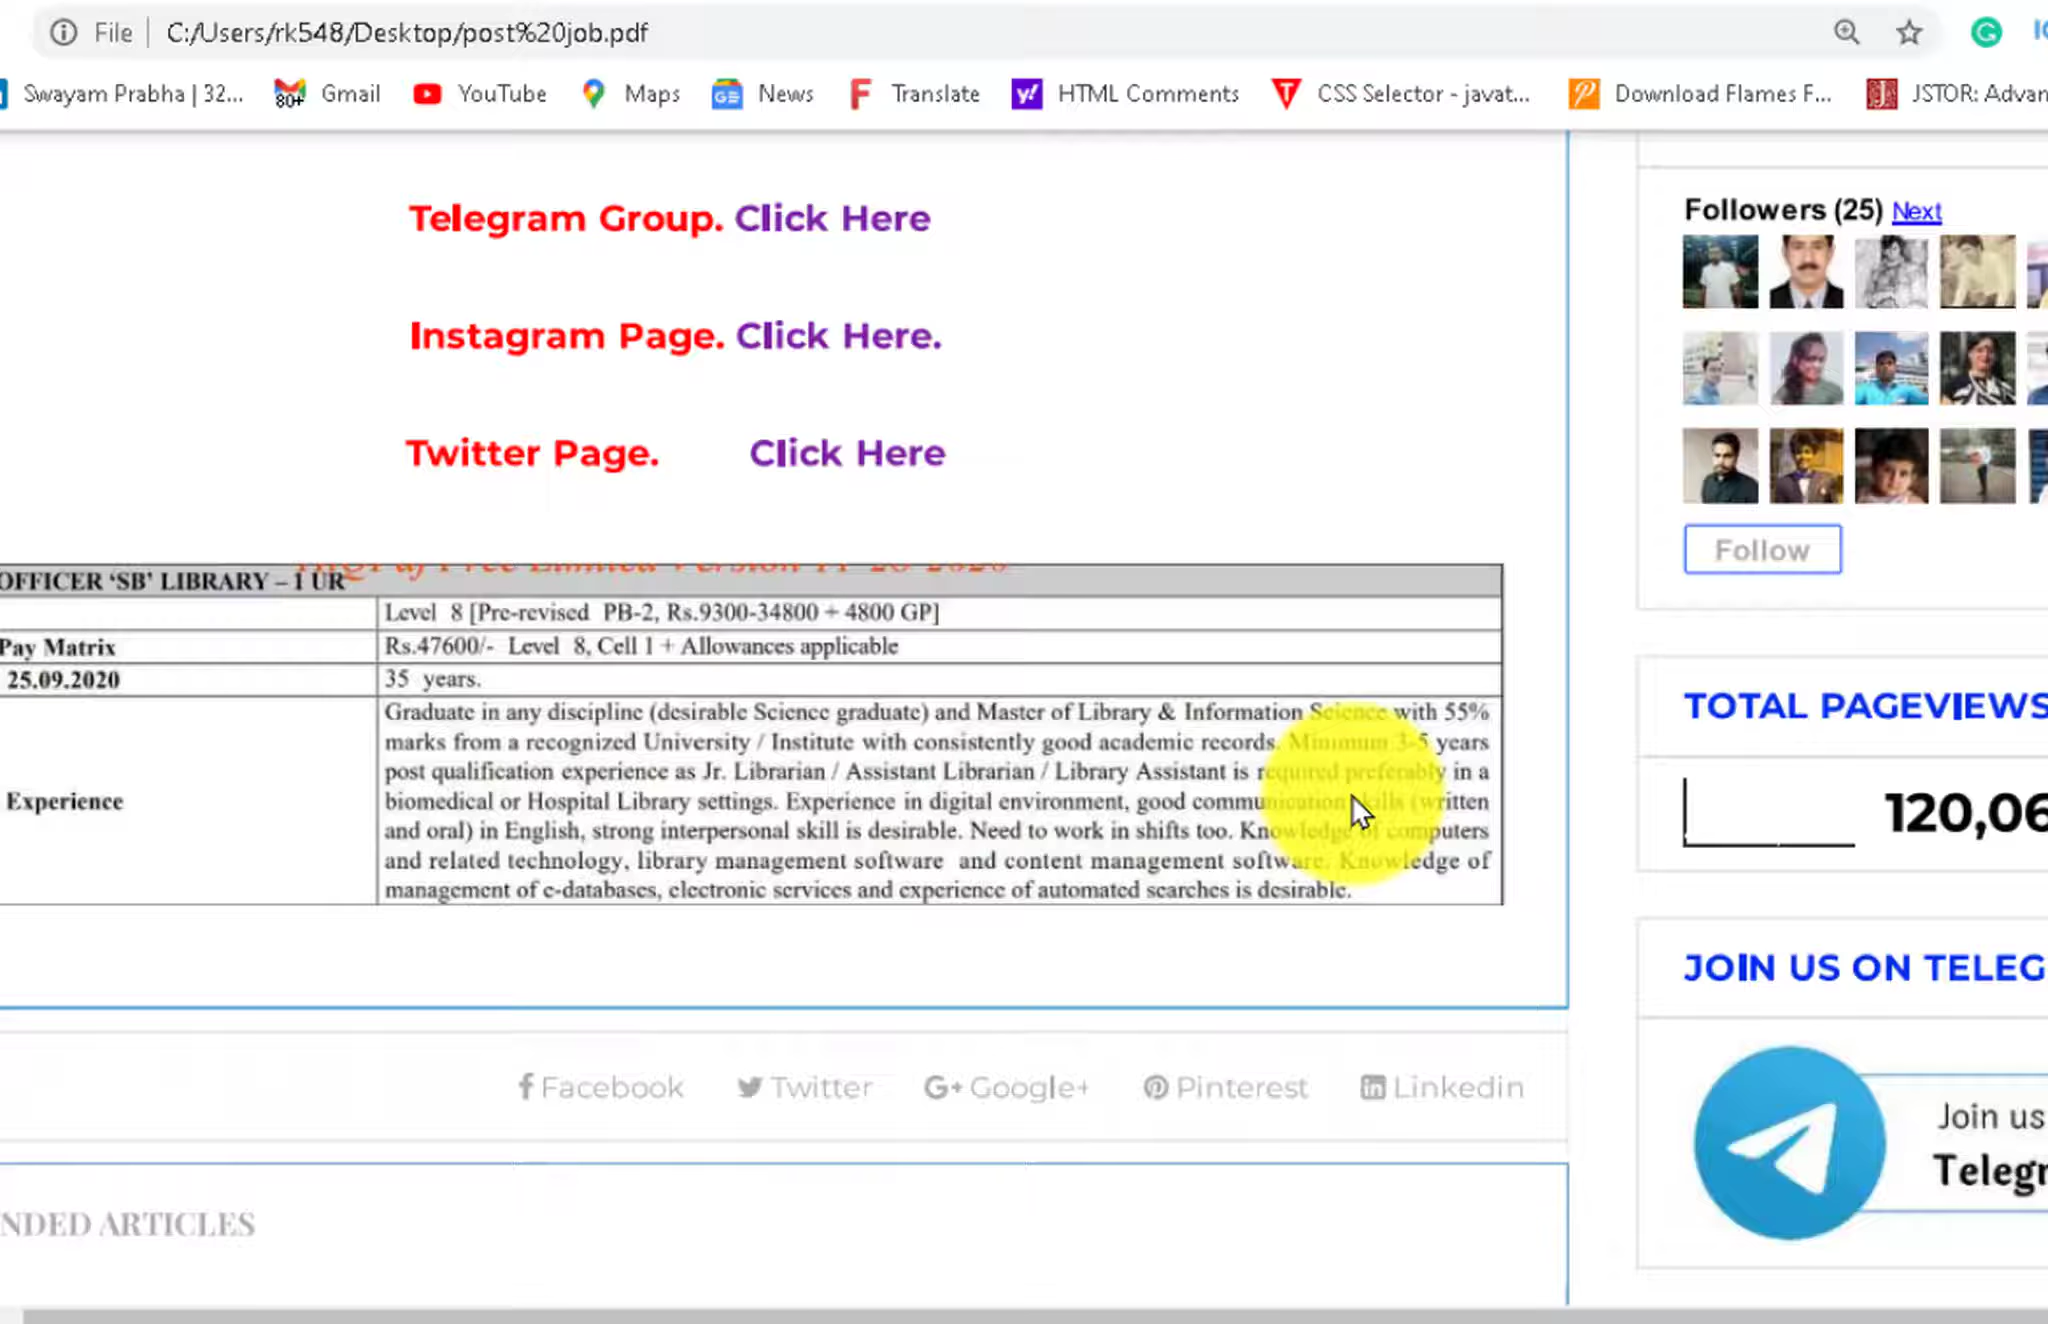 File | C:/Users/rk548/Desktop/post%20job.pdf
Swayam Prabha | 32... Gmail YouTube Maps News Translate HTML Comments CSS Selector - javat... Download Flames F... JSTOR: Advan
80+
Telegram Group. Click Here
Instagram Page. Click Here.
Twitter Page. Click Here
OFFICER ‘SB’ LIBRARY – 1 UR
Level 8 [Pre-revised PB-2, Rs.9300-34800 + 4800 GP]
Pay Matrix Rs.47600/- Level 8, Cell 1 + Allowances applicable
25.09.2020 35 years.
Experience
Graduate in any discipline (desirable Science graduate) and Master of Library & Information Science with 55%
marks from a recognized University / Institute with consistently good academic records. Minimum 3-5 years
post qualification experience as Jr. Librarian / Assistant Librarian / Library Assistant is required preferably in a
biomedical or Hospital Library settings. Experience in digital environment, good communication skills (written
and oral) in English, strong interpersonal skill is desirable. Need to work in shifts too. Knowledge of computers
and related technology, library management software and content management software. Knowledge of
management of e-databases, electronic services and experience of automated searches is desirable.
Facebook Twitter G+ Google+ Pinterest Linkedin
NDED ARTICLES
Followers (25) Next
Follow
TOTAL PAGEVIEWS
120,06
JOIN US ON TELEG
Join us
Telegr